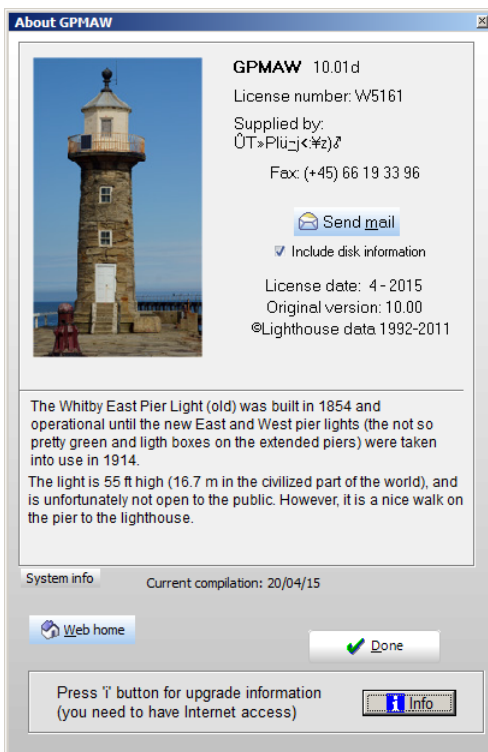 About GPMAW
GPMAW 10.01d
License number: W5161
Supplied by:
Fax: (+45) 66 19 33 96
Send mail
Include disk information
License date: 4 - 2015
Original version: 10.00
©Lighthouse data 1992-2011
The Whitby East Pier Light (old) was built in 1854 and
operational until the new East and West pier lights (the not so
pretty green and ligth boxes on the extended piers) were taken
into use in 1914.
The light is 55 ft high (16.7 m in the civilized part of the world), and
is unfortunately not open to the public. However, it is a nice walk on
the pier to the lighthouse.
System info
Current compilation: 20/04/15
Web home
Done
Press 'i' button for upgrade information
(you need to have Internet access)
i Info